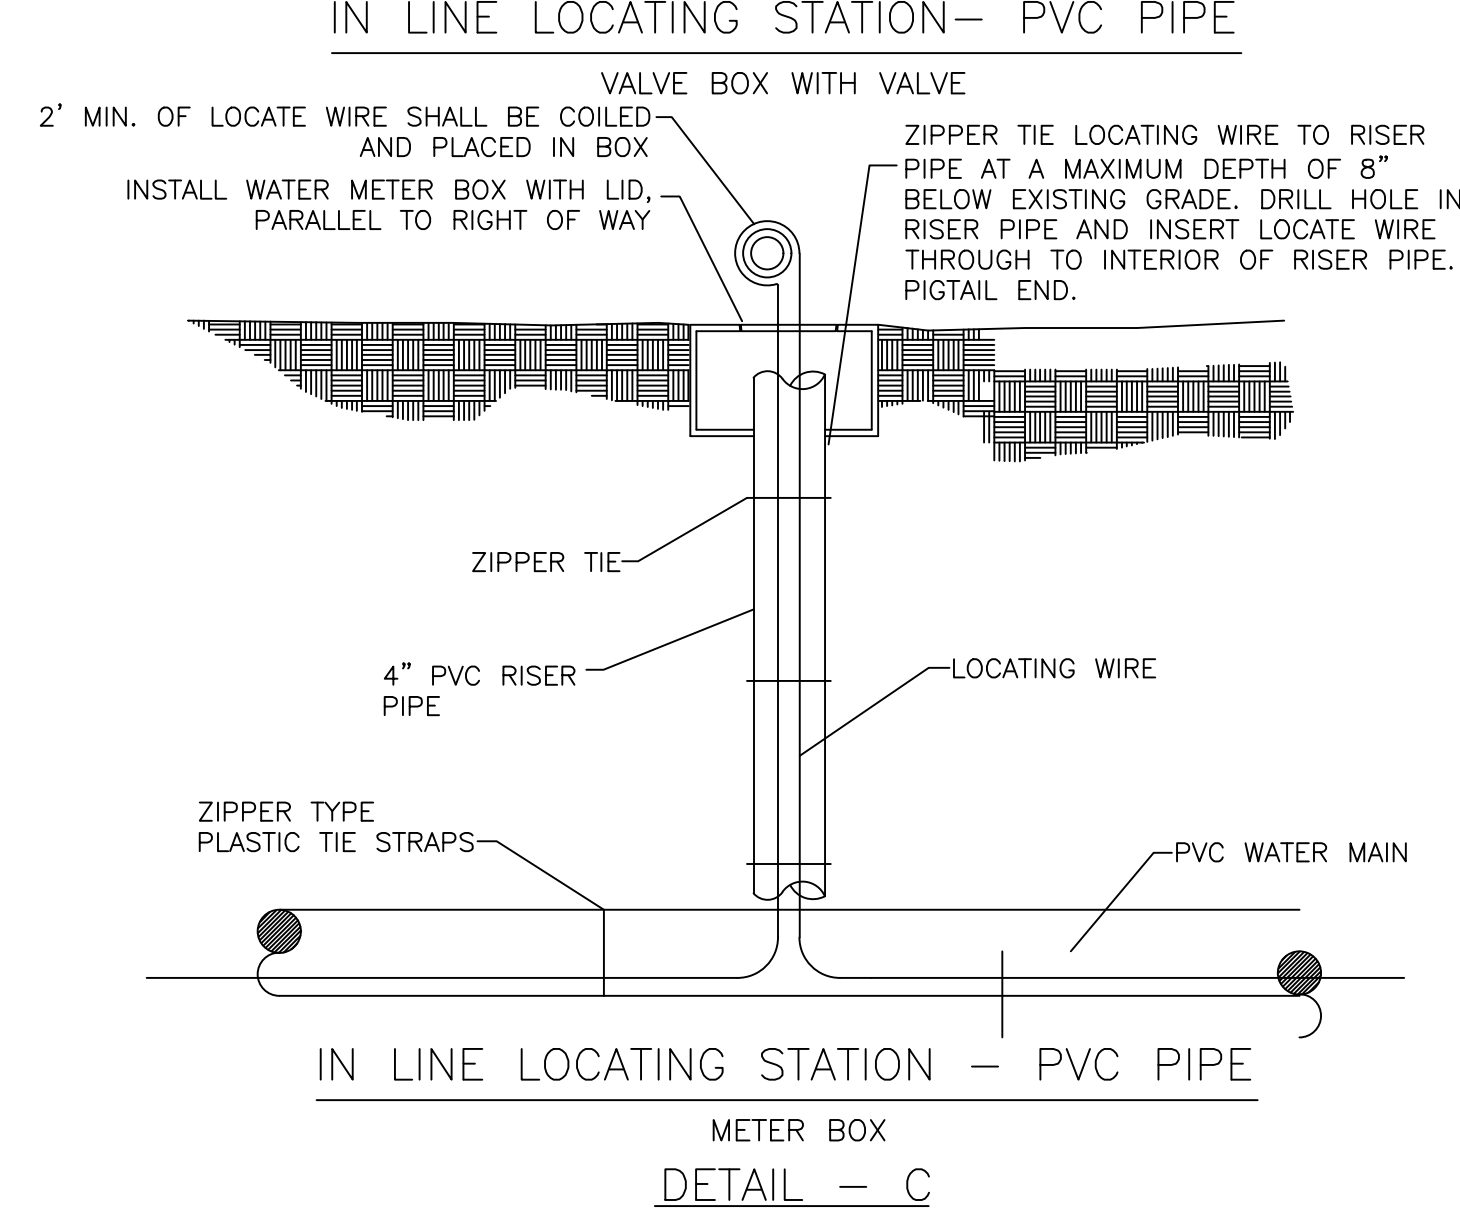 IN LINE LOCATING STATION- PVC PIPE
VALVE BOX WITH VALVE
2' MIN. OF LOCATE WIRE SHALL BE COILED
AND PLACED IN BOX
INSTALL WATER METER BOX WITH LID,
PARALLEL TO RIGHT OF WAY
ZIPPER TIE LOCATING WIRE TO RISER
PIPE AT A MAXIMUM DEPTH OF 8"
BELOW EXISTING GRADE. DRILL HOLE IN
RISER PIPE AND INSERT LOCATE WIRE
THROUGH TO INTERIOR OF RISER PIPE.
PIGTAIL END.
ZIPPER TIE
4" PVC RISER
PIPE
LOCATING WIRE
ZIPPER TYPE
PLASTIC TIE STRAPS
PVC WATER MAIN
IN LINE LOCATING STATION - PVC PIPE
METER BOX
DETAIL - C